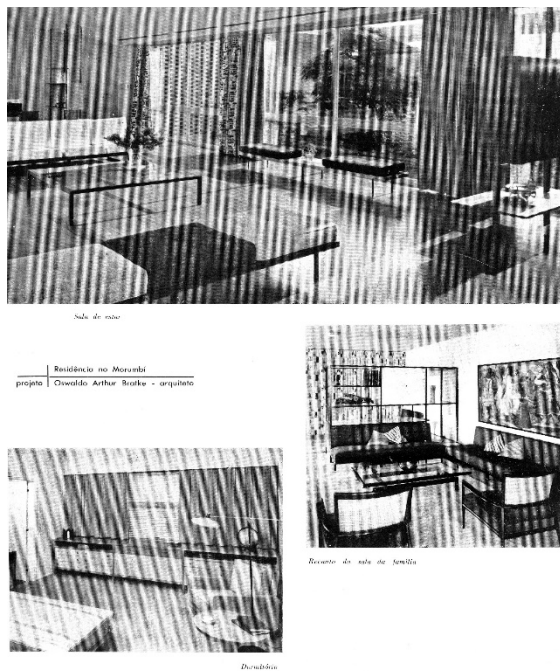 Sala de estar
Residência no Morumbi
projeto Oswaldo Arthur Bratke - arquiteto
Recanto da sala da família
Dormitório